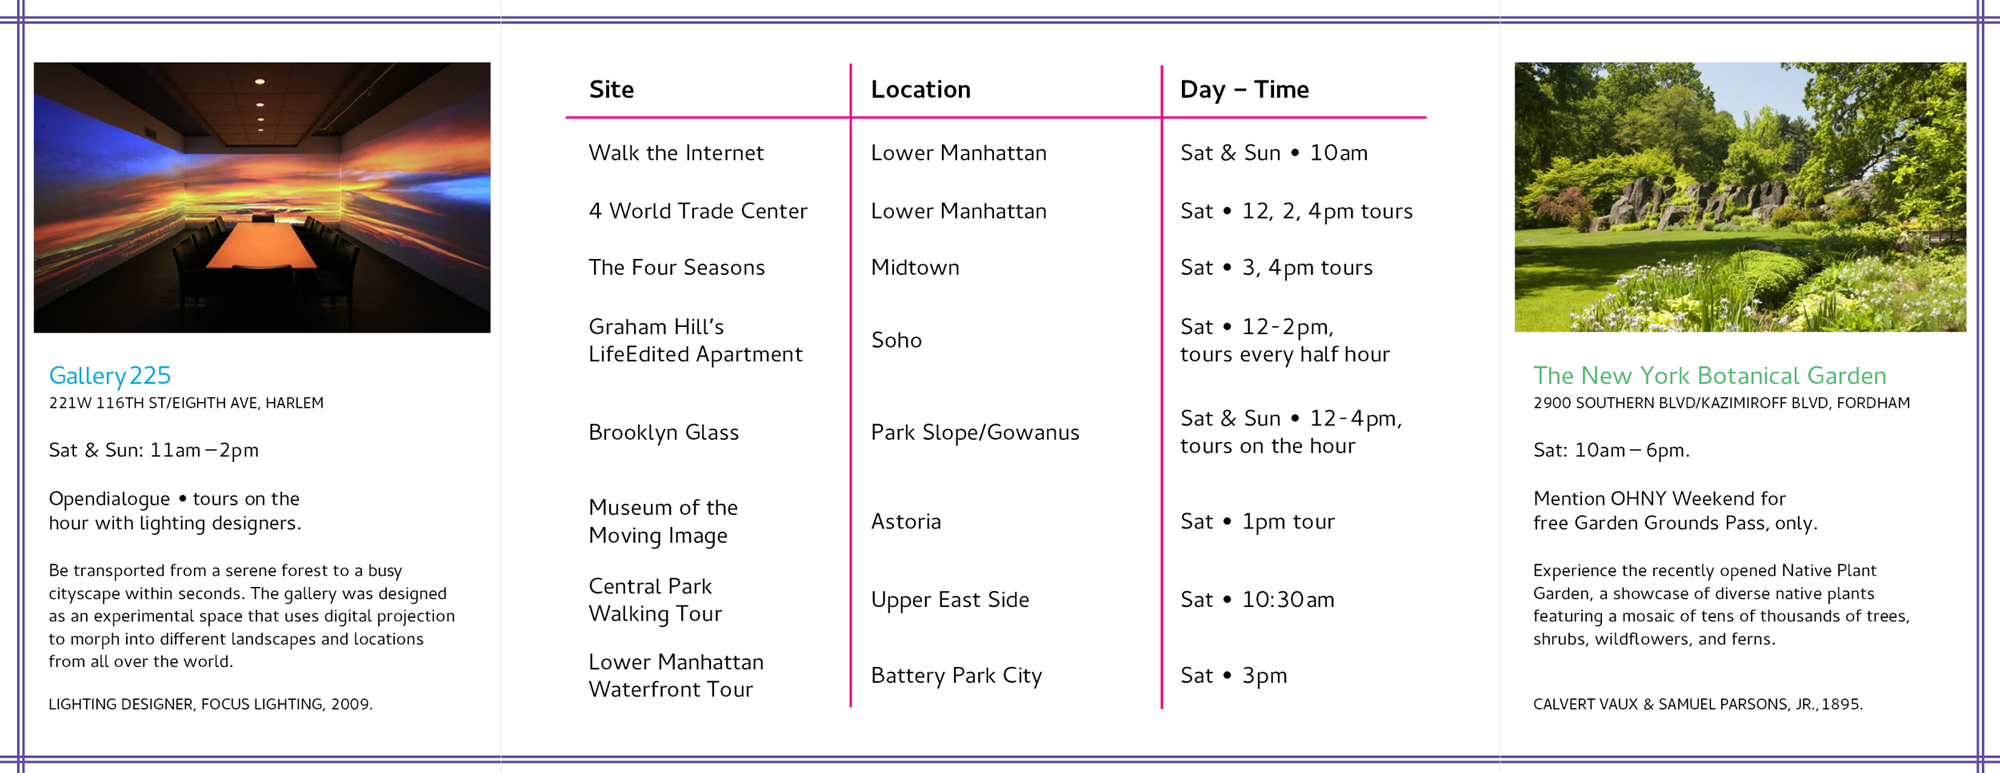 Gallery 225
221W 116TH ST/EIGHTH AVE, HARLEM
Sat & Sun: 11am – 2pm
Opendialogue • tours on the
hour with lighting designers.
Be transported from a serene forest to a busy
cityscape within seconds. The gallery was designed
as an experimental space that uses digital projection
to morph into different landscapes and locations
from all over the world.
LIGHTING DESIGNER, FOCUS LIGHTING, 2009.
Site Location Day – Time
Walk the Internet Lower Manhattan Sat & Sun • 10am
4 World Trade Center Lower Manhattan Sat • 12, 2, 4pm tours
The Four Seasons Midtown Sat • 3, 4pm tours
Graham Hill's
LifeEdited Apartment
Soho
Sat • 12-2pm,
tours every half hour
Brooklyn Glass
Park Slope/Gowanus
Sat & Sun • 12-4pm,
tours on the hour
Museum of the
Moving Image
Astoria
Sat • 1pm tour
Central Park
Walking Tour
Upper East Side
Sat • 10:30am
Lower Manhattan
Waterfront Tour
Battery Park City
Sat • 3pm
The New York Botanical Garden
2900 SOUTHERN BLVD/KAZIMIROFF BLVD, FORDHAM
Sat: 10am – 6pm.
Mention OHNY Weekend for
free Garden Grounds Pass, only.
Experience the recently opened Native Plant
Garden, a showcase of diverse native plants
featuring a mosaic of tens of thousands of trees,
shrubs, wildflowers, and ferns.
CALVERT VAUX & SAMUEL PARSONS, JR., 1895.